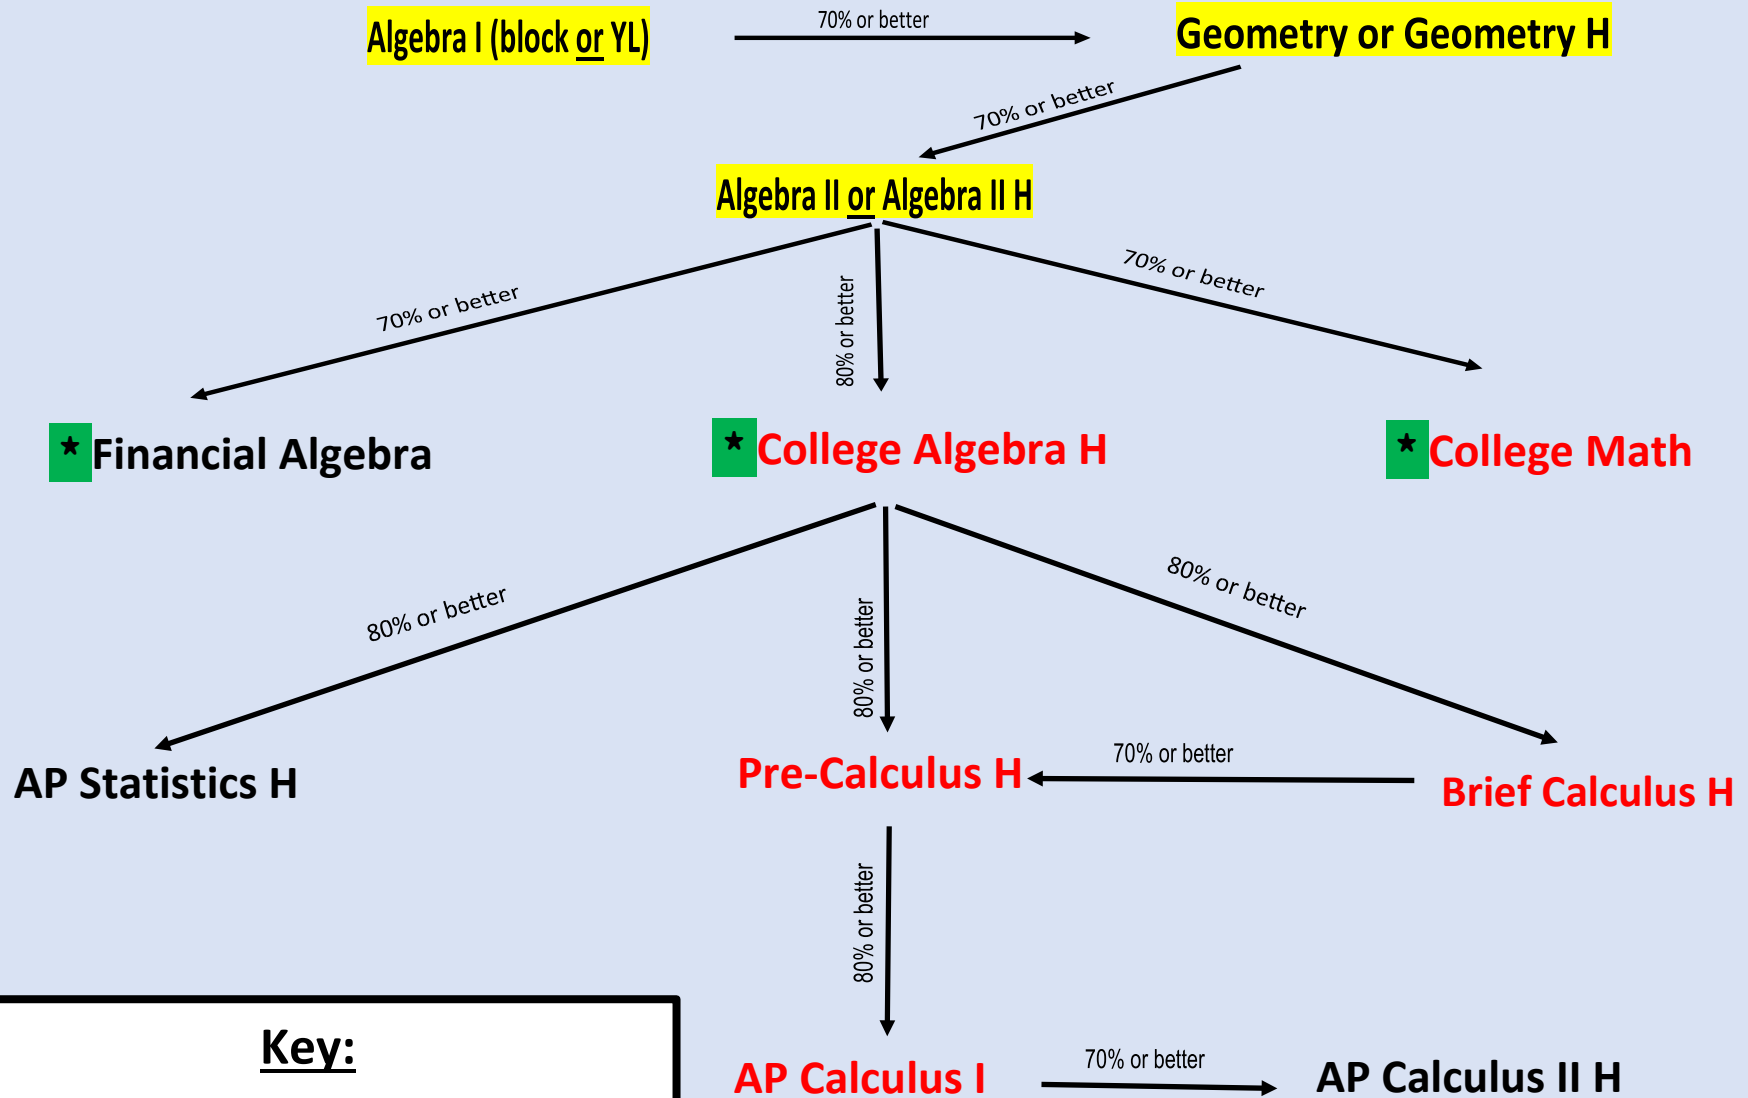 Algebra I (block or YL)
70% or better
Geometry or Geometry H
70% or better
Algebra II or Algebra II H
70% or better
80% or better
70% or better
*Financial Algebra
*College Algebra H
*College Math
80% or better
80% or better
80% or better
AP Statistics H
Pre-Calculus H
70% or better
Brief Calculus H
80% or better
Key:
AP Calculus I
70% or better
AP Calculus II H